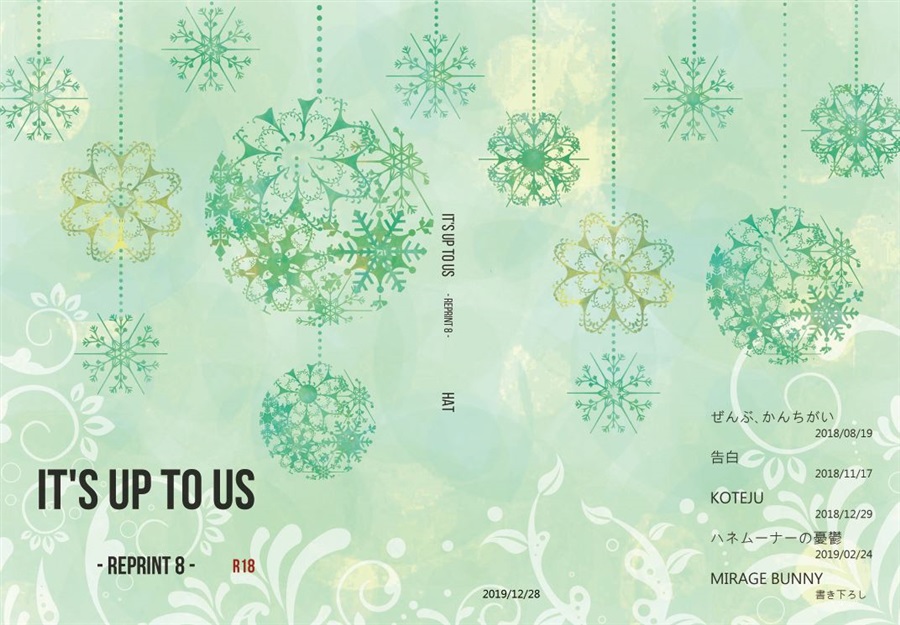 IT'S UP TO US
- REPRINT 8 - R18
IT'S UP TO US - REPRINT 8 - HAT
ぜんぶ、かんちがい
2018/08/19
告白
2018/11/17
KOTEJU
2018/12/29
ハネムーナーの憂鬱
2019/02/24
MIRAGE BUNNY
書き下ろし
2019/12/28